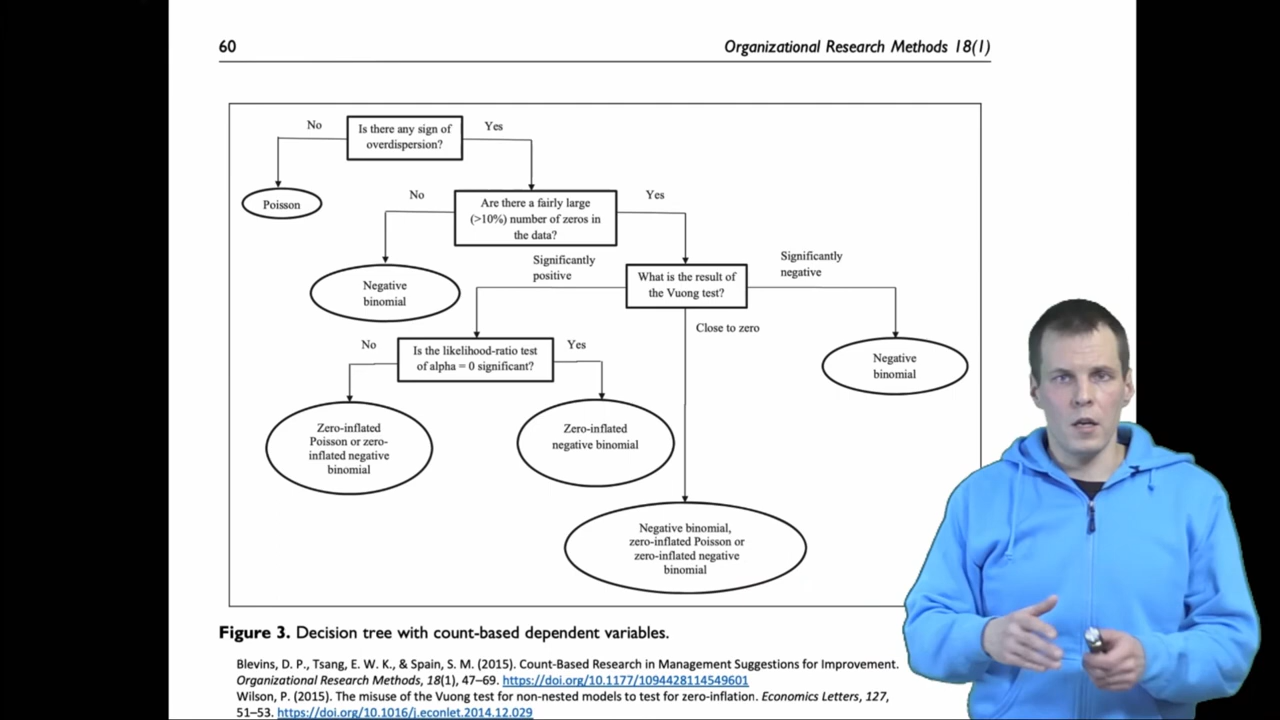 60
Organizational Research Methods 18(1)
No
Is there any sign of
overdispersion?
Yes
Poisson
No
Are there a fairly large
(>10%) number of zeros in
the data?
Yes
Negative
binomial
Significantly
positive
What is the result of
the Vuong test?
Significantly
negative
Close to zero
No
Is the likelihood-ratio test
of alpha = 0 significant?
Yes
Negative
binomial
Zero-inflated
Poisson or zero-
inflated negative
binomial
Zero-inflated
negative binomial
Negative binomial,
zero-inflated Poisson or
zero-inflated negative
binomial
Figure 3. Decision tree with count-based dependent variables.
Blevins, D. P., Tsang, E. W. K., & Spain, S. M. (2015). Count-Based Research in Management Suggestions for Improvement.
Organizational Research Methods, 18(1), 47–69. https://doi.org/10.1177/1094428114549601
Wilson, P. (2015). The misuse of the Vuong test for non-nested models to test for zero-inflation. Economics Letters, 127,
51–53. https://doi.org/10.1016/j.econlet.2014.12.029